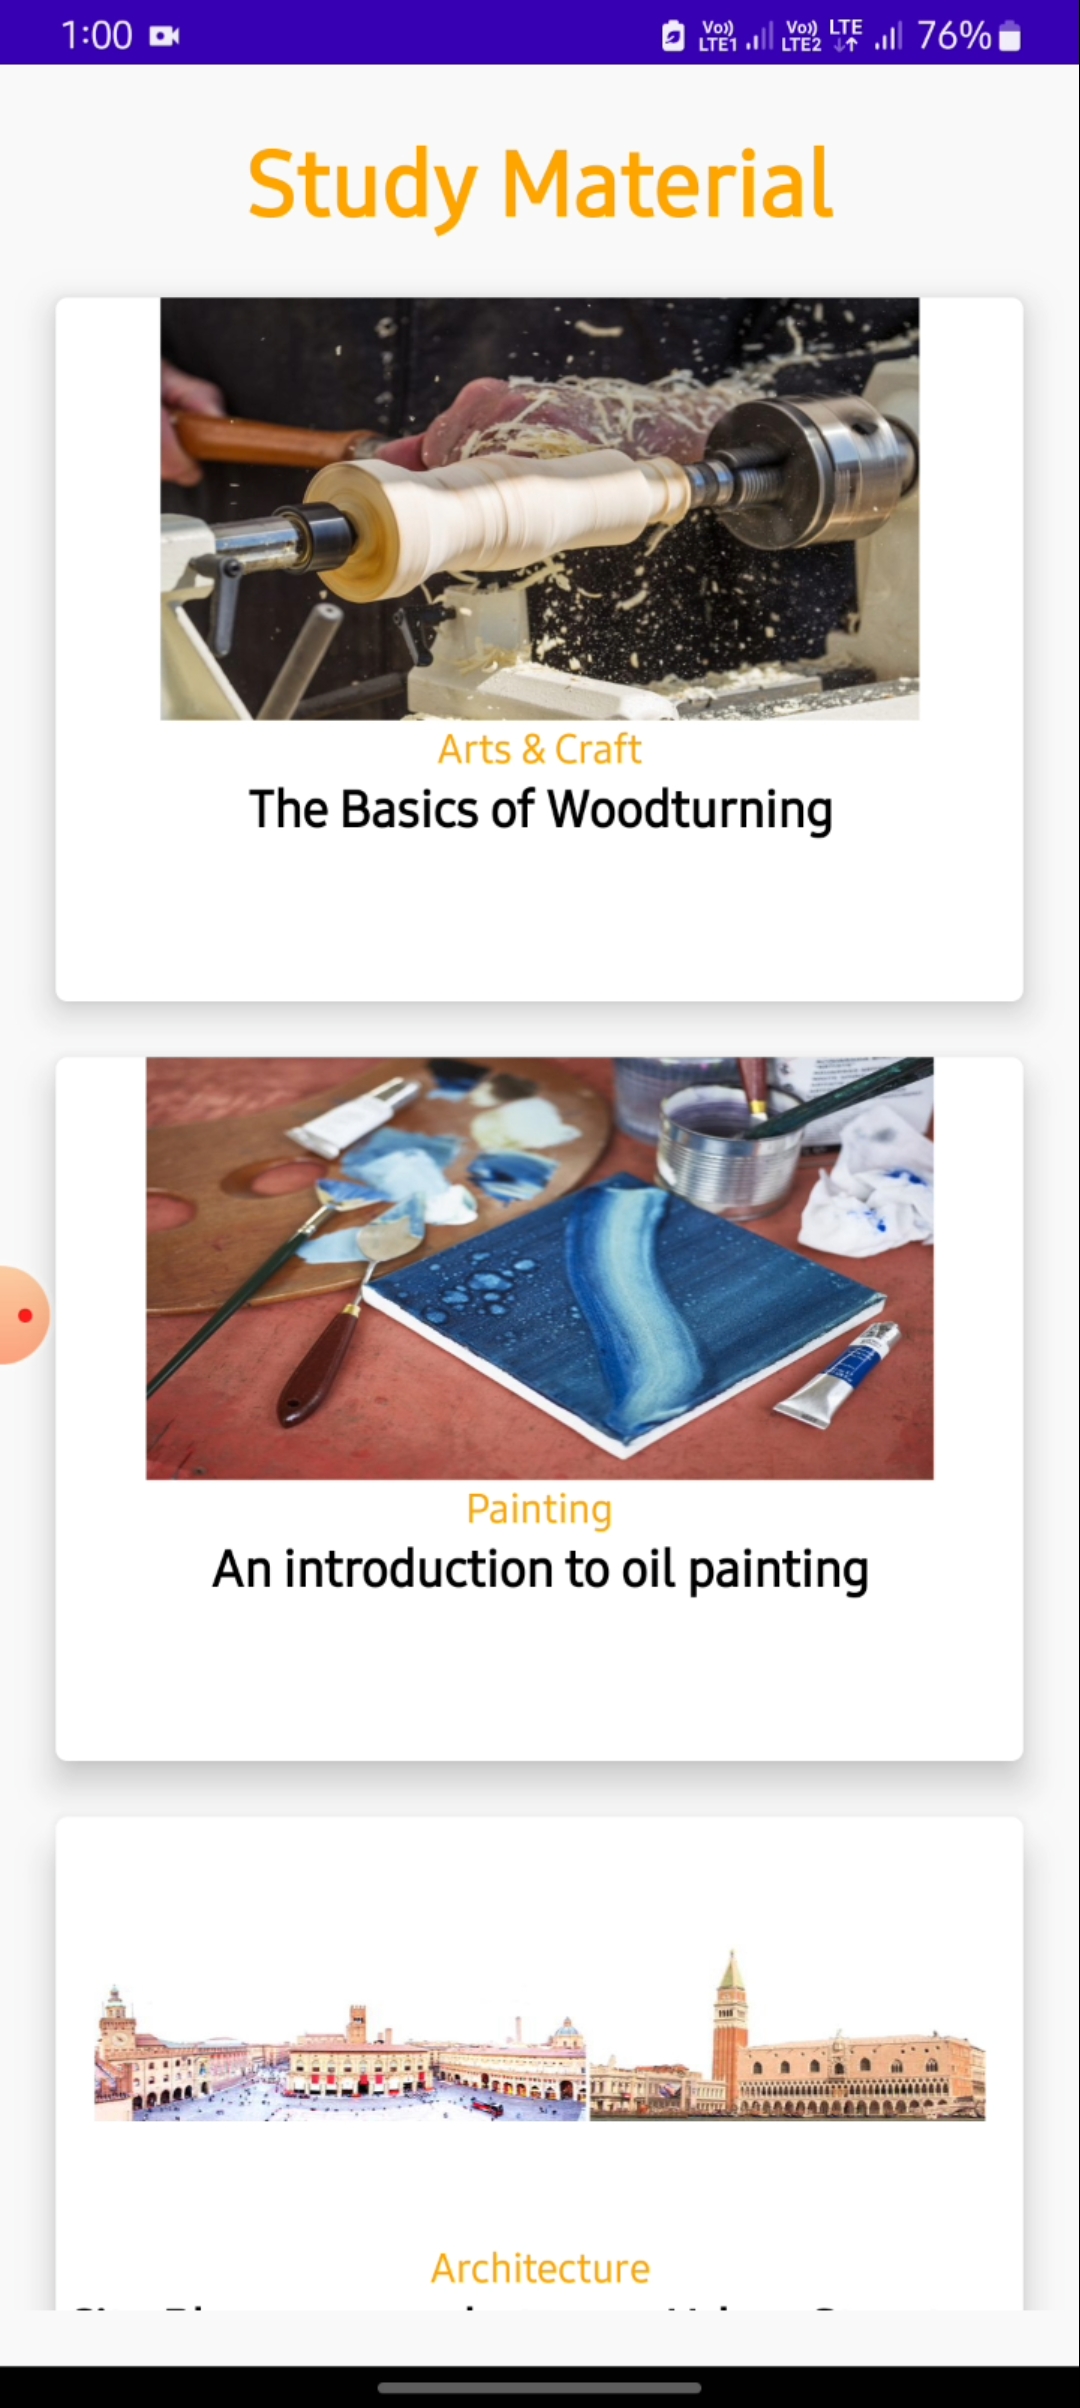 1:00 Vo)) LTE1 Vo)) LTE2 LTE 76%
Study Material
Arts & Craft
The Basics of Woodturning
Painting
An introduction to oil painting
Architecture